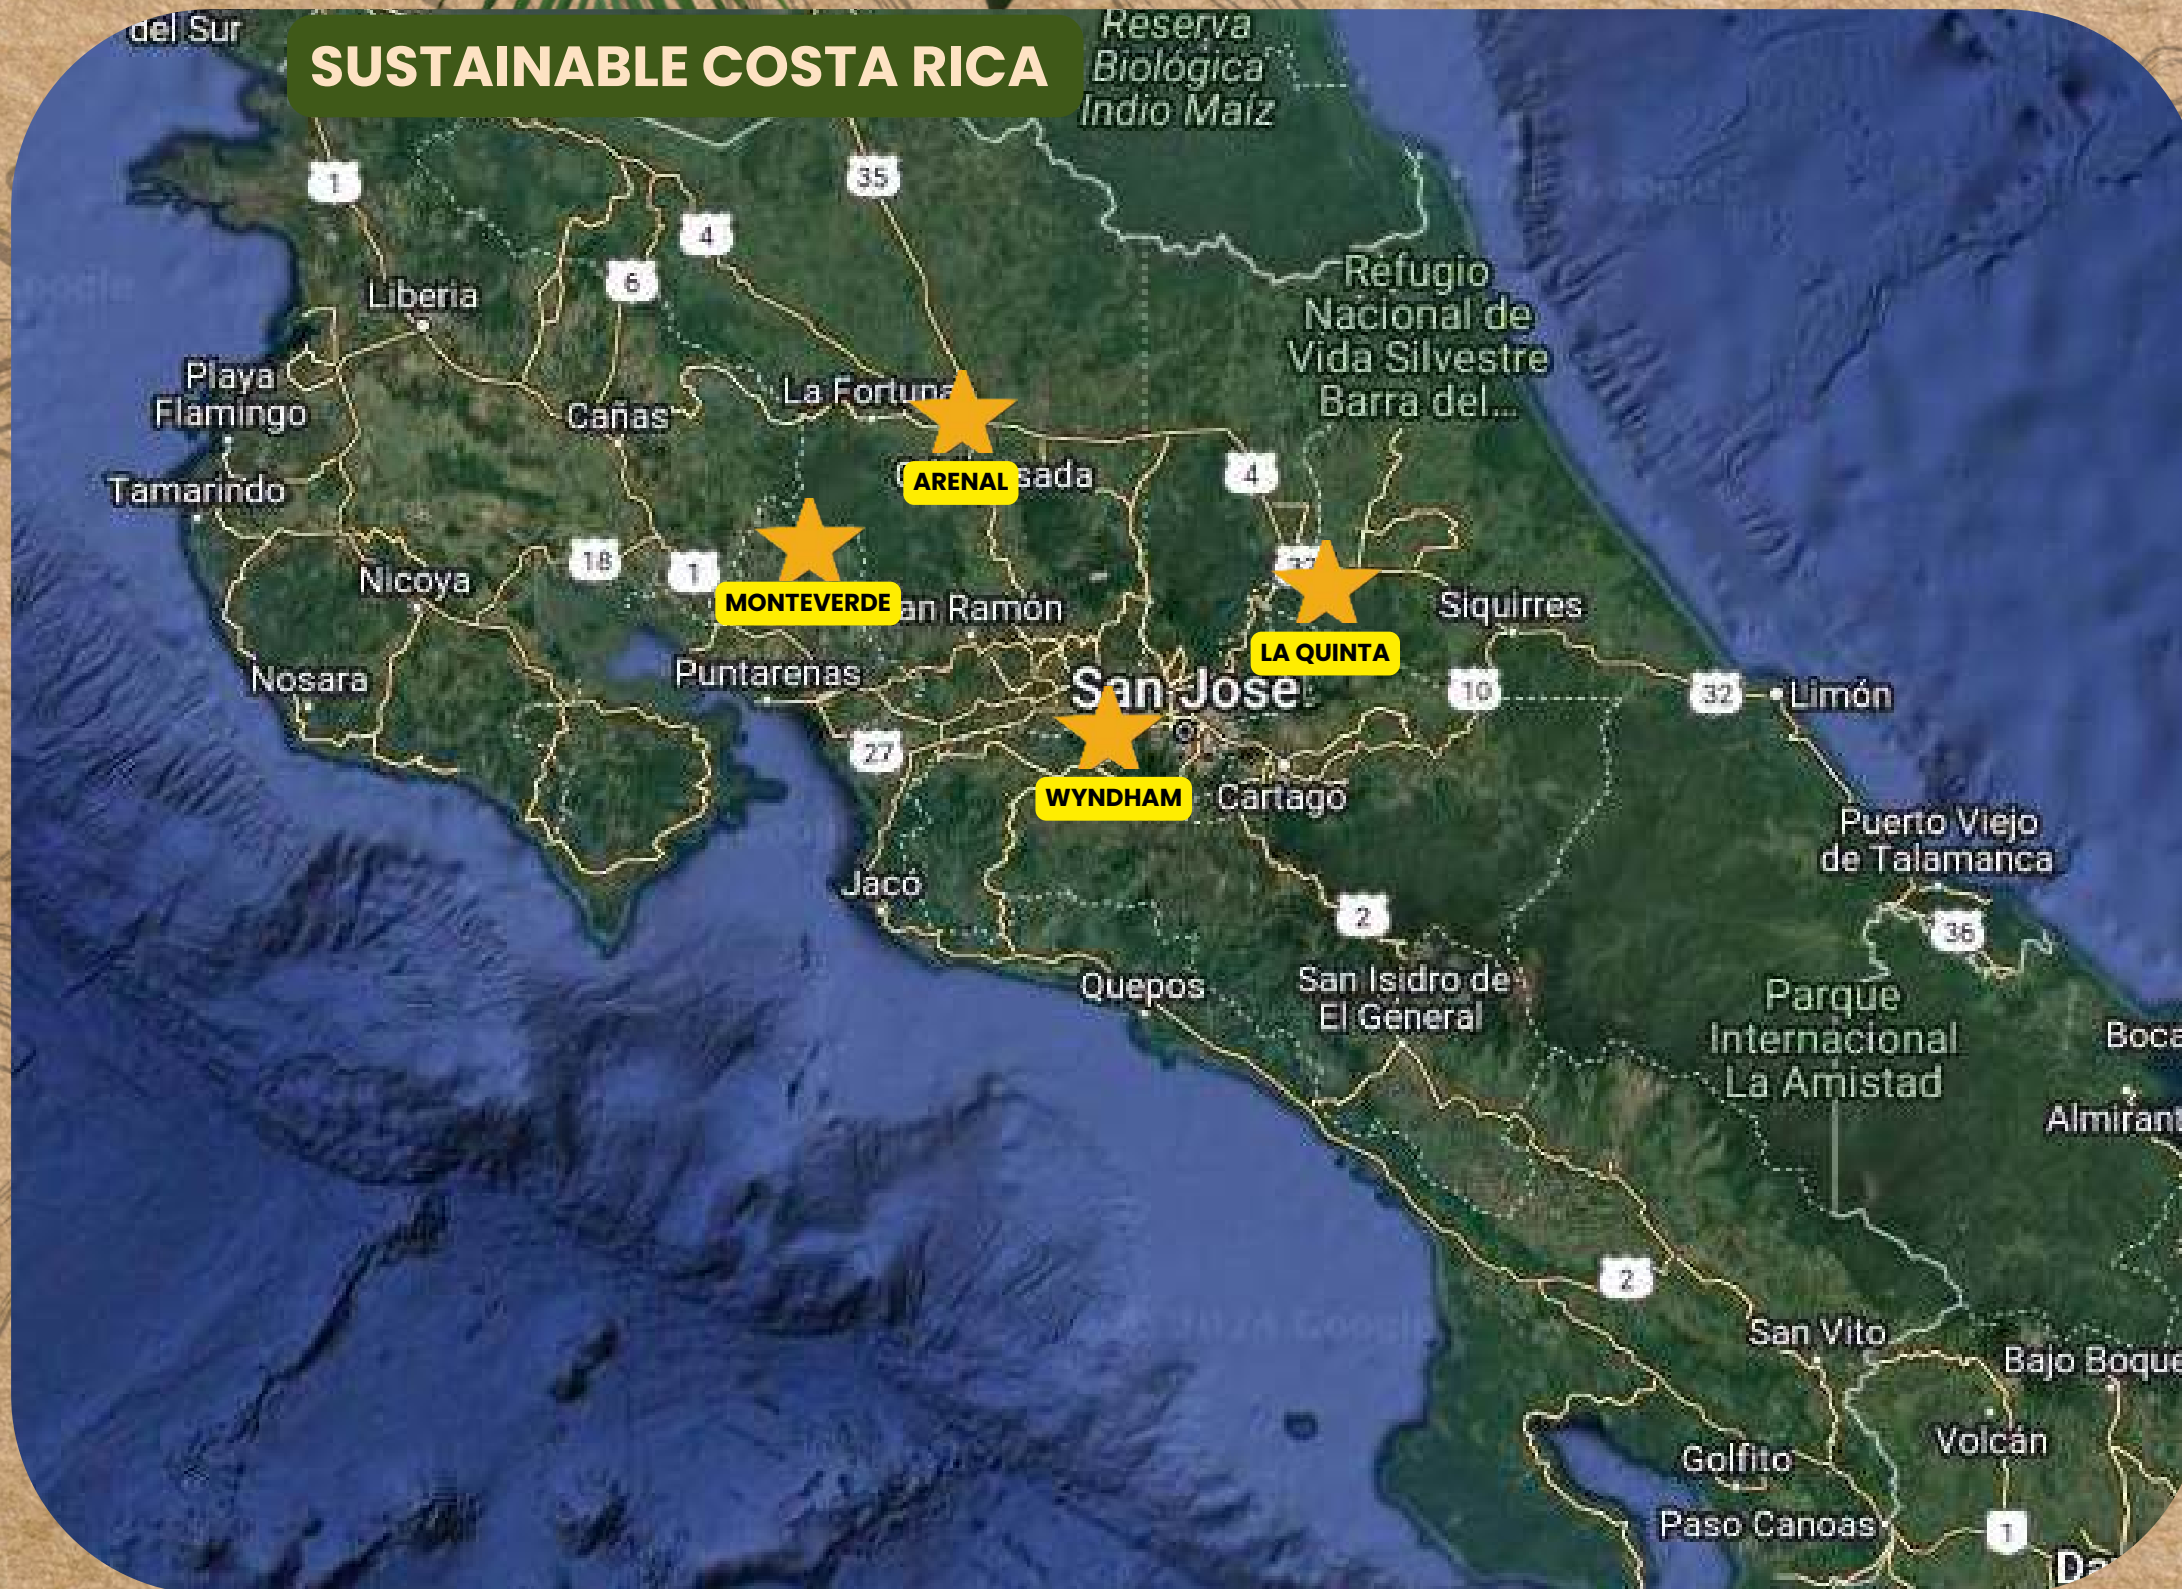 del Sur
SUSTAINABLE COSTA RICA
Reserva
Biológica
Indio Maíz
1
35
4
6
Liberia
Refugio
Nacional de
Vida Silvestre
Barra del...
Playa
Flamingo
La Fortuna
Cañas
Tamarindo
ARENAL
sada
4
18
1
Nicoya
MONTEVERDE
an Ramón
Siquirres
LA QUINTA
Nosara
Puntarenas
San José
10
32
Limón
27
WYNDHAM
Cartago
Puerto Viejo
de Talamanca
Jacó
2
36
Quepos
San Isidro de
El General
Parque
Internacional
La Amistad
Boca
Almirant
2
San Vito
Bajo Boque
Volcán
Golfito
Paso Canoas
1
Da